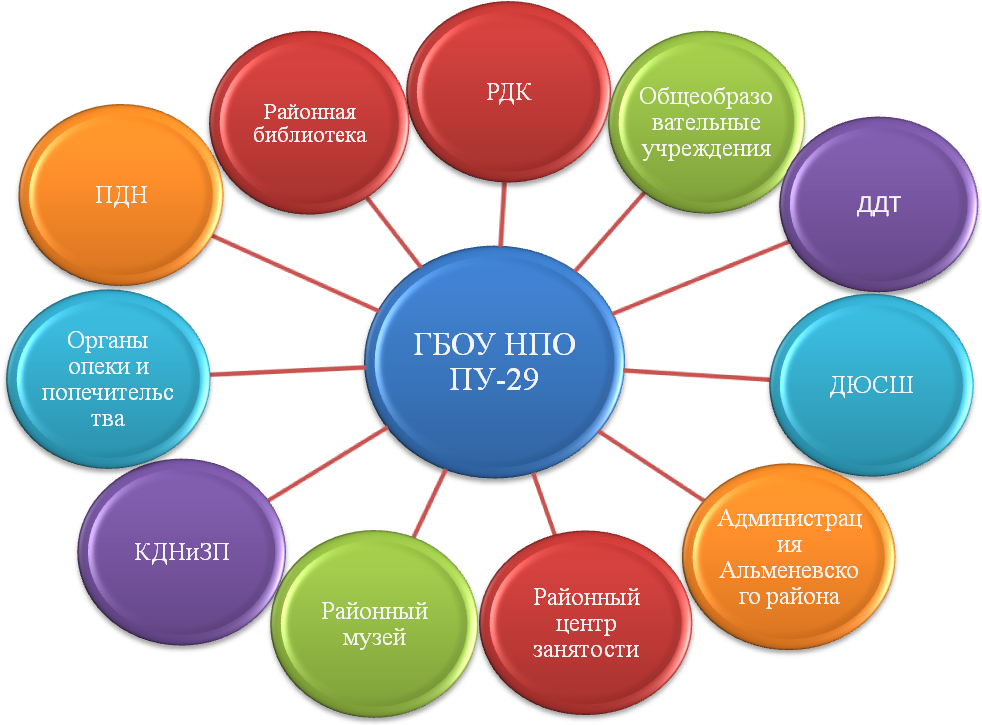 РДК
Общеобразо
вательные
учреждения
ДДТ
ДЮСШ
Администрац
ия
Альменевско
го района
Районный
центр
занятости
Районный
музей
КДНиЗП
Органы
опеки и
попечительс
тва
ПДН
Районная
библиотека
ГБОУ НПО
ПУ-29